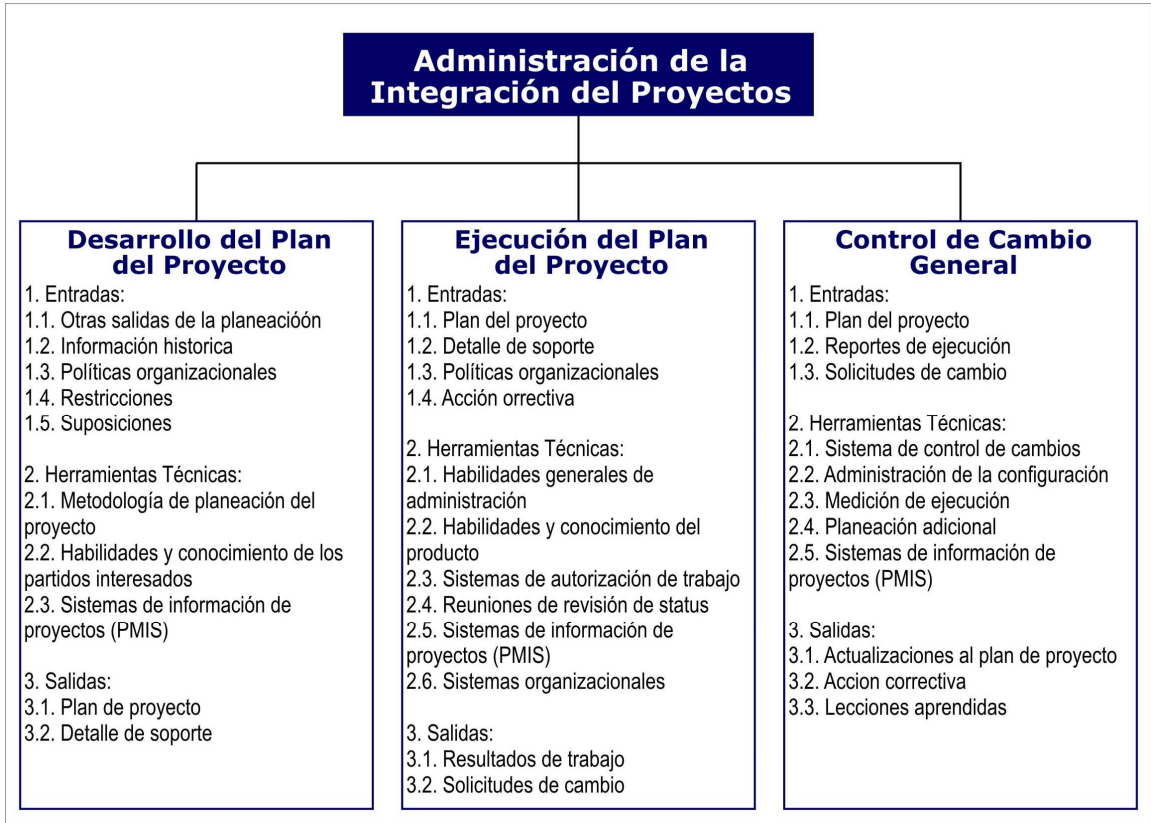 Administración de la
Integración del Proyectos
Desarrollo del Plan
del Proyecto
1. Entradas:
1.1. Otras salidas de la planeacióón
1.2. Información historica
1.3. Políticas organizacionales
1.4. Restricciones
1.5. Suposiciones
2. Herramientas Técnicas:
2.1. Metodología de planeación del
proyecto
2.2. Habilidades y conocimiento de los
partidos interesados
2.3. Sistemas de información de
proyectos (PMIS)
3. Salidas:
3.1. Plan de proyecto
3.2. Detalle de soporte
Ejecución del Plan
del Proyecto
1. Entradas:
1.1. Plan del proyecto
1.2. Detalle de soporte
1.3. Políticas organizacionales
1.4. Acción orrectiva
2. Herramientas Técnicas:
2.1. Habilidades generales de
administración
2.2. Habilidades y conocimiento del
producto
2.3. Sistemas de autorización de trabajo
2.4. Reuniones de revisión de status
2.5. Sistemas de información de
proyectos (PMIS)
2.6. Sistemas organizacionales
3. Salidas:
3.1. Resultados de trabajo
3.2. Solicitudes de cambio
Control de Cambio
General
1. Entradas:
1.1. Plan del proyecto
1.2. Reportes de ejecución
1.3. Solicitudes de cambio
2. Herramientas Técnicas:
2.1. Sistema de control de cambios
2.2. Administración de la configuración
2.3. Medición de ejecución
2.4. Planeación adicional
2.5. Sistemas de información de
proyectos (PMIS)
3. Salidas:
3.1. Actualizaciones al plan de proyecto
3.2. Accion correctiva
3.3. Lecciones aprendidas